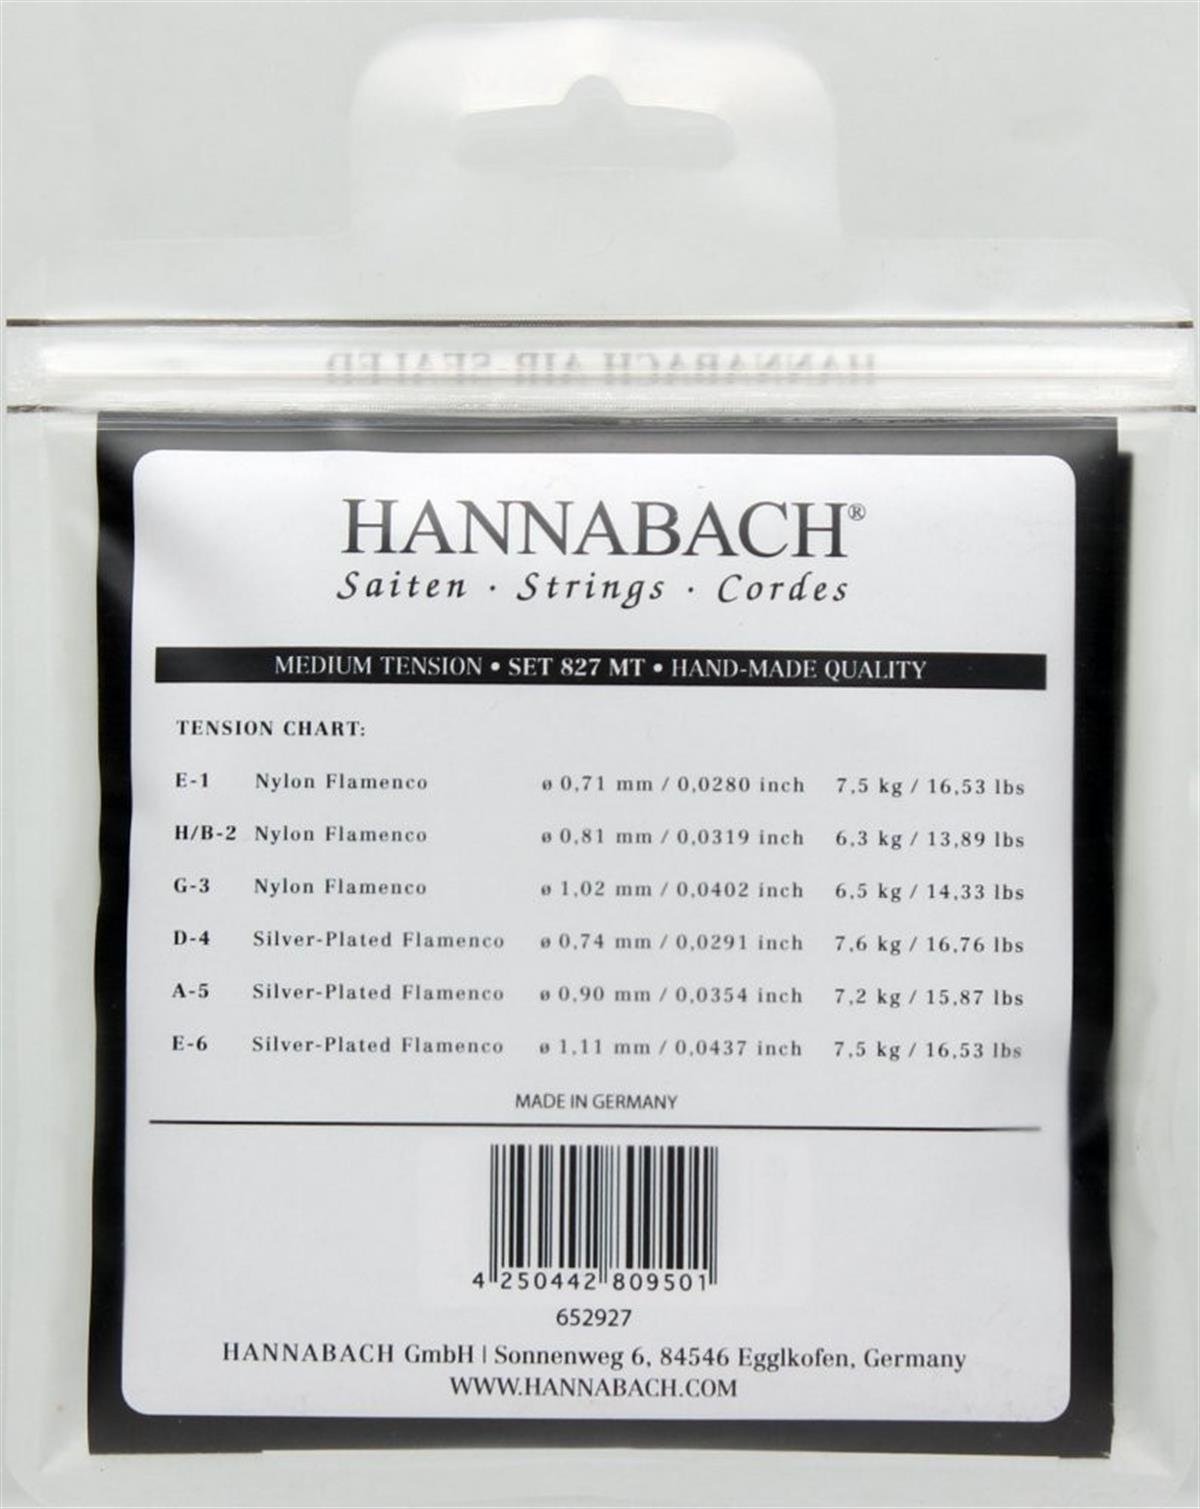 HANNABACH AIR-SEALED
HANNABACH®
Saiten · Strings · Cordes
MEDIUM TENSION • SET 827 MT • HAND-MADE QUALITY
TENSION CHART:
E-1 Nylon Flamenco ø 0,71 mm / 0,0280 inch 7,5 kg / 16,53 lbs
H/B-2 Nylon Flamenco ø 0,81 mm / 0,0319 inch 6,3 kg / 13,89 lbs
G-3 Nylon Flamenco ø 1,02 mm / 0,0402 inch 6,5 kg / 14,33 lbs
D-4 Silver-Plated Flamenco ø 0,74 mm / 0,0291 inch 7,6 kg / 16,76 lbs
A-5 Silver-Plated Flamenco ø 0,90 mm / 0,0354 inch 7,2 kg / 15,87 lbs
E-6 Silver-Plated Flamenco ø 1,11 mm / 0,0437 inch 7,5 kg / 16,53 lbs
MADE IN GERMANY
4 250442 809501
652927
HANNABACH GmbH | Sonnenweg 6, 84546 Egglkofen, Germany
WWW.HANNABACH.COM